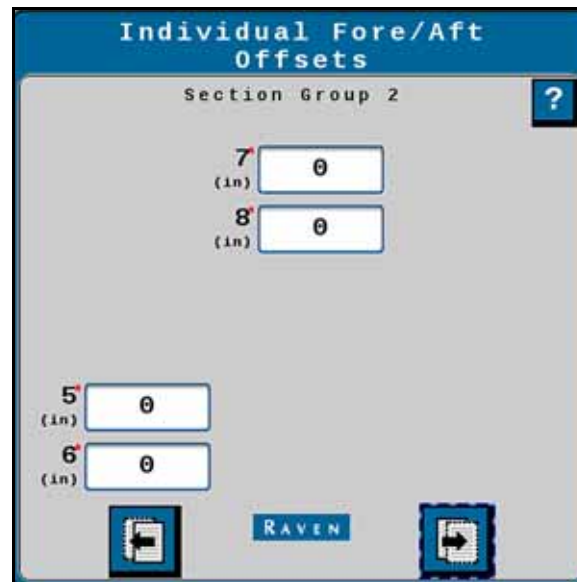 Individual Fore/Aft
Offsets
Section Group 2
?
7* 0
(in)
8* 0
(in)
5* 0
(in)
6* 0
(in)
RAVEN